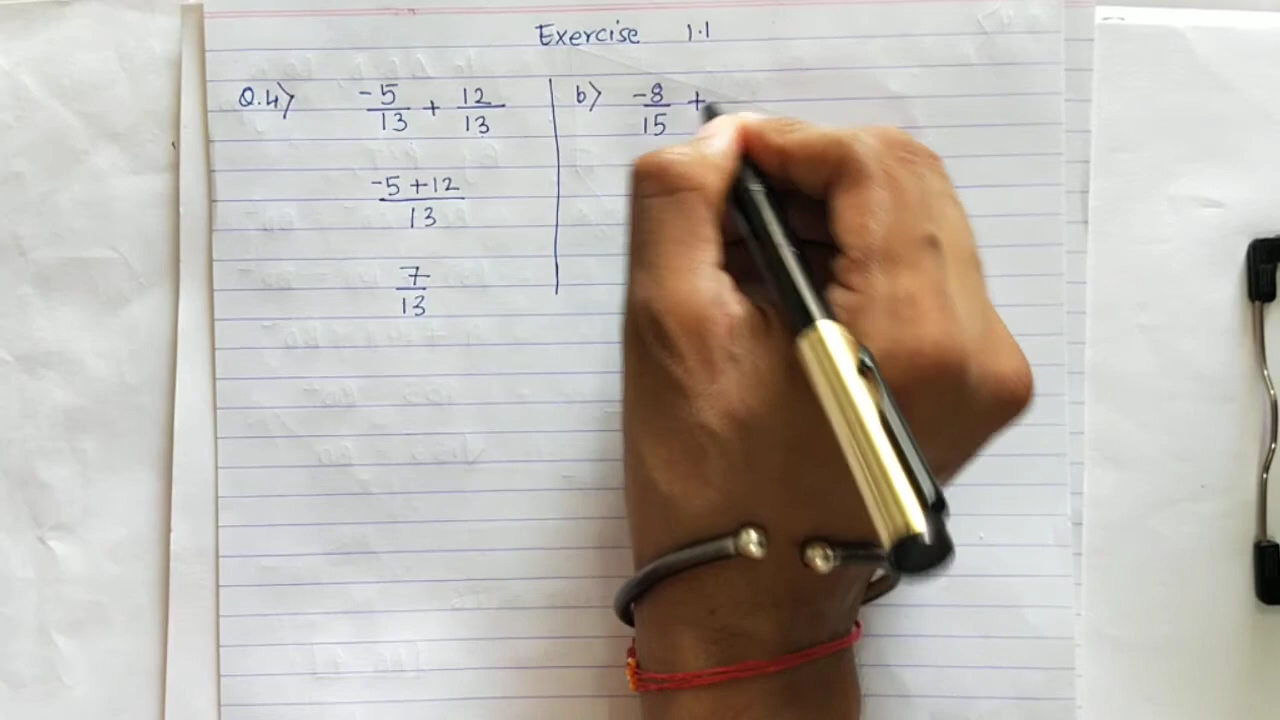 Exercise 1.1
Q.4) -5/13 + 12/13
-5+12/13
7/13
b) -8/15 +